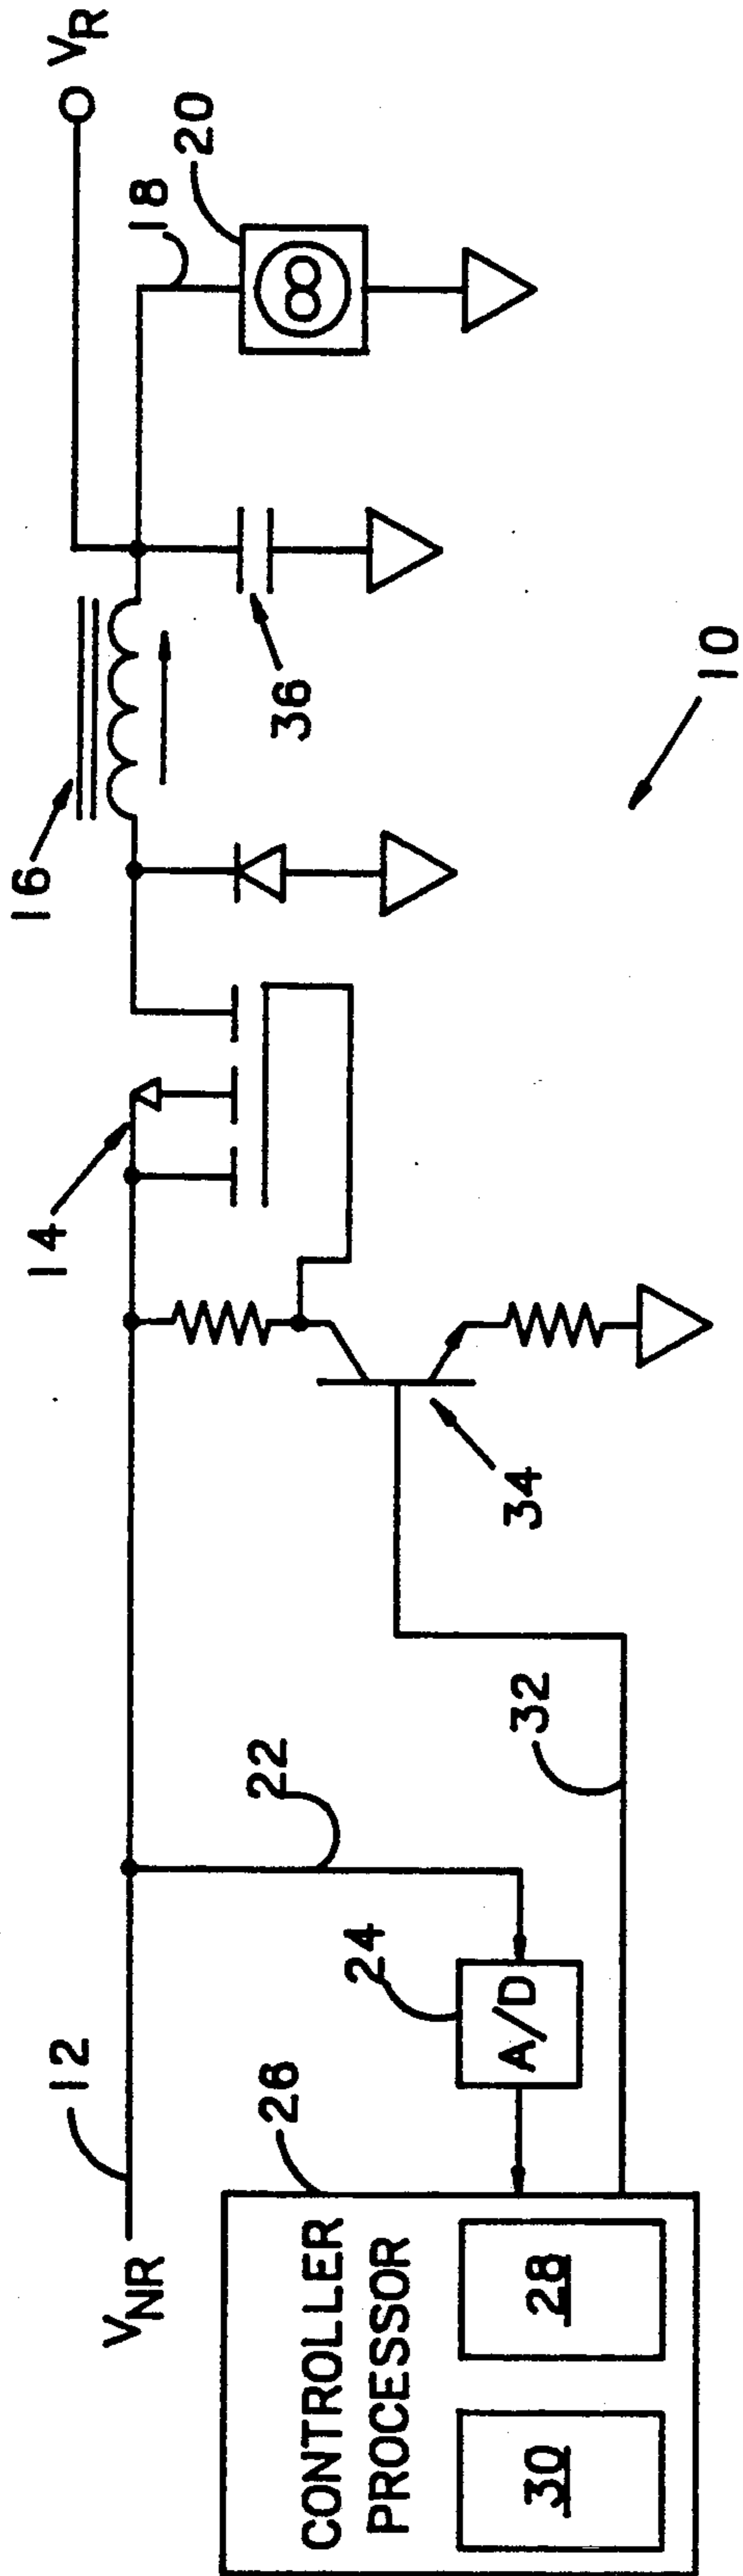 V_NR
12
14
16
V_R
18
20
36
10
34
32
22
24
A/D
26
CONTROLLER
PROCESSOR
30
28